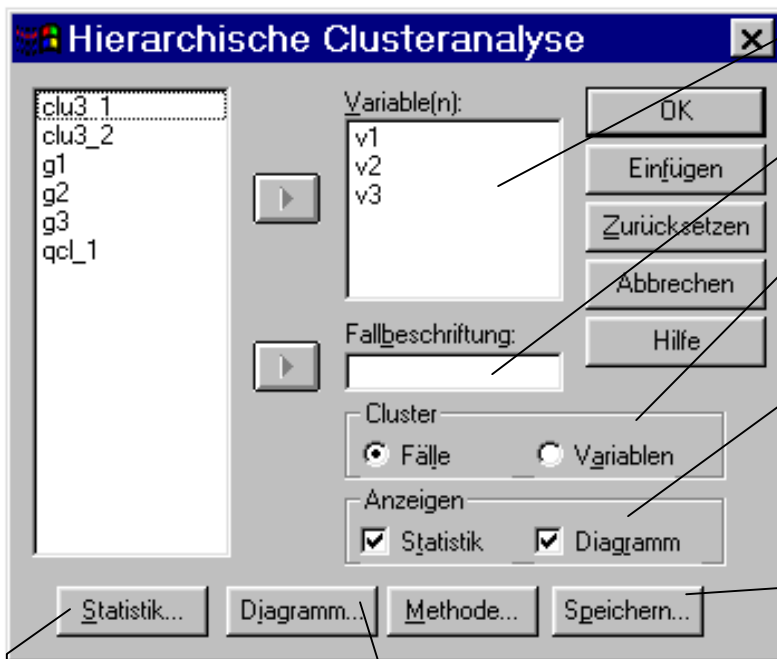 Hierarchische Clusteranalyse
clu3_1
clu3_2
g1
g2
g3
qcl_1
Variable(n):
v1
v2
v3
Fallbeschriftung:
Cluster
Fälle
Variablen
Anzeigen
Statistik
Diagramm
OK
Einfügen
Zurücksetzen
Abbrechen
Hilfe
Statistik...
Diagramm...
Methode...
Speichern...